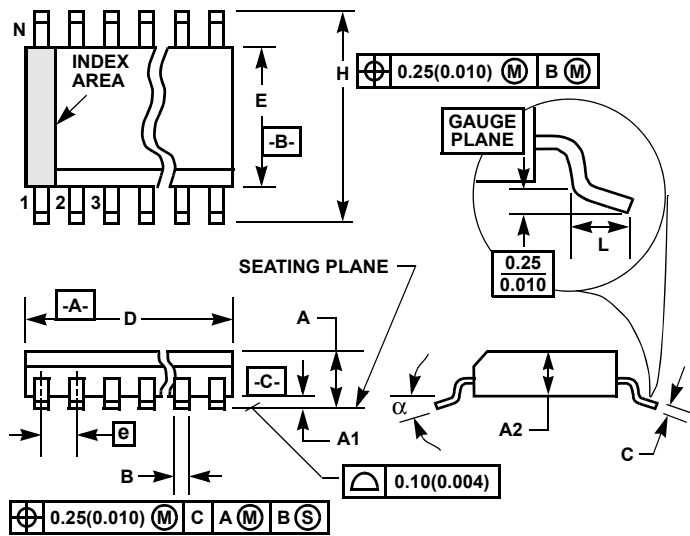 N
INDEX
AREA
E
-B-
H
0.25(0.010) Ⓜ B Ⓜ
GAUGE
PLANE
1 2 3
L
0.25
0.010
SEATING PLANE
-A-
D
A
-C-
α
A1
A2
e
B
C
0.10(0.004)
0.25(0.010) Ⓜ C A Ⓜ B Ⓢ